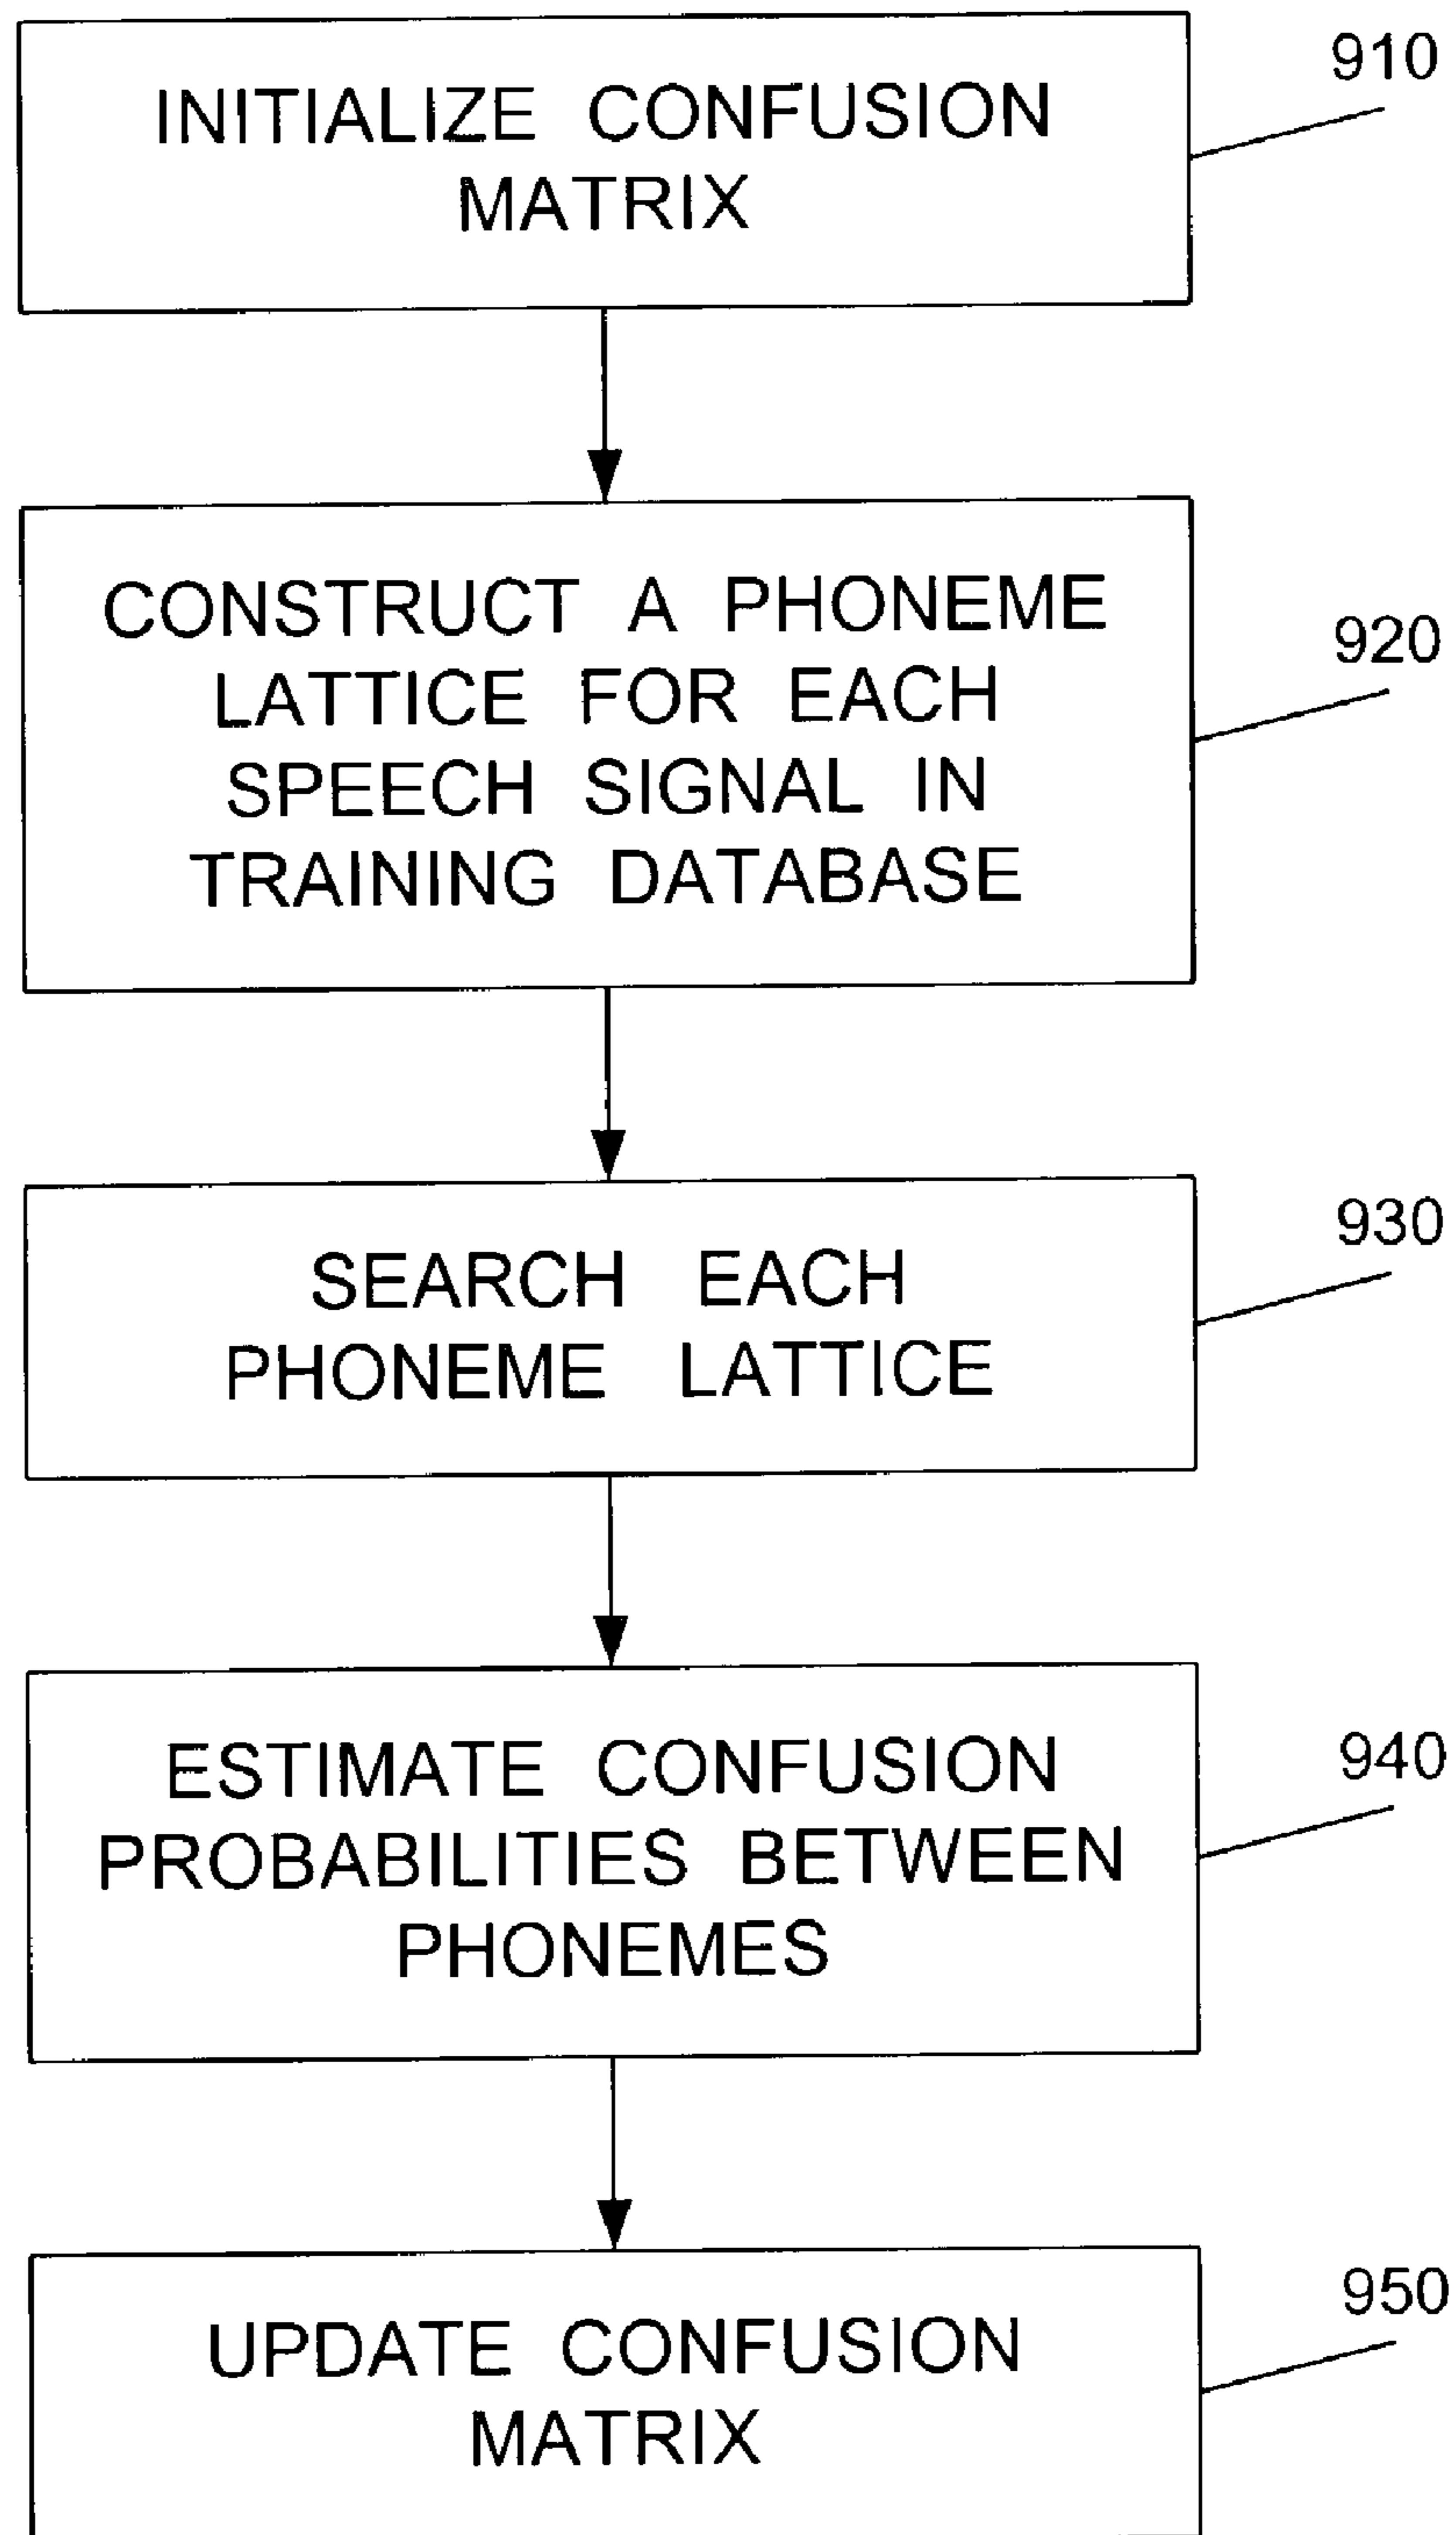 INITIALIZE CONFUSION
MATRIX
910
CONSTRUCT A PHONEME
LATTICE FOR EACH
SPEECH SIGNAL IN
TRAINING DATABASE
920
SEARCH EACH
PHONEME LATTICE
930
ESTIMATE CONFUSION
PROBABILITIES BETWEEN
PHONEMES
940
UPDATE CONFUSION
MATRIX
950